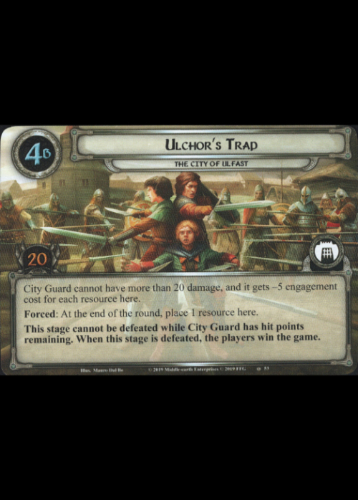 4B
ULCHOR'S TRAP
THE CITY OF ULFAST
20
City Guard cannot have more than 20 damage, and it gets –5 engagement
cost for each resource here.
Forced: At the end of the round, place 1 resource here.
This stage cannot be defeated while City Guard has hit points
remaining. When this stage is defeated, the players win the game.
Illus.
© 2019 Middle-earth Enterprises © 2019 FFG